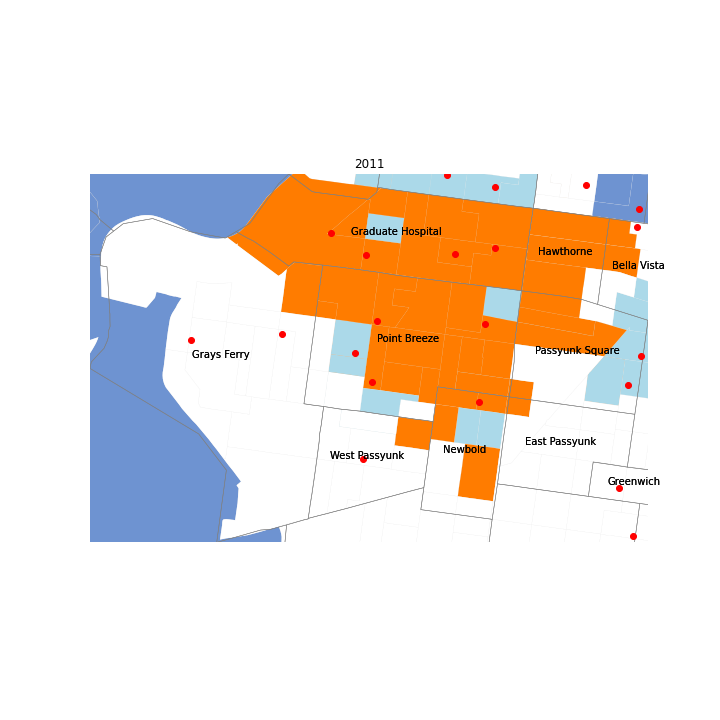 2011
Graduate Hospital
Hawthorne
Bella Vista
Point Breeze
Passyunk Square
Grays Ferry
East Passyunk
Newbold
West Passyunk
Greenwich